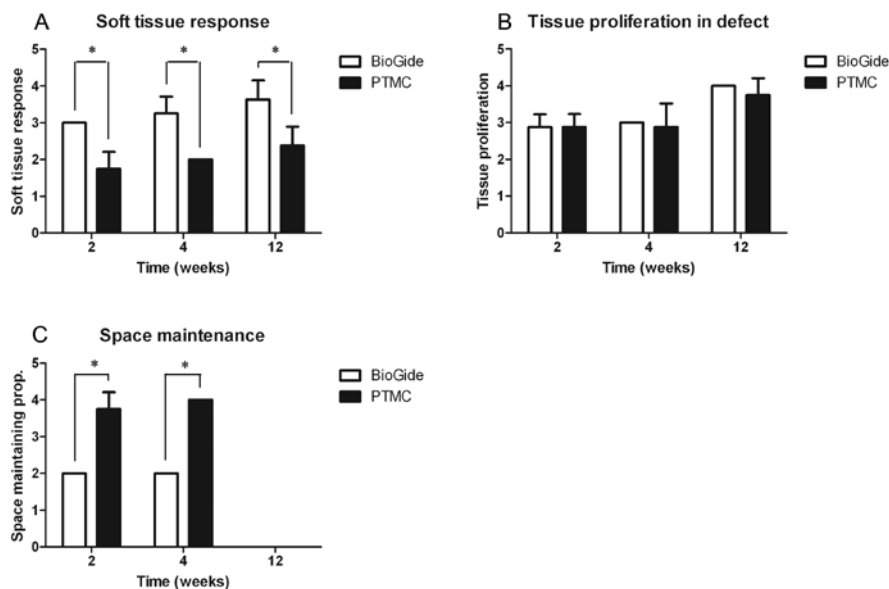 A Soft tissue response
Soft tissue response
5
4
3
2
1
0
* * *
2 4 12
Time (weeks)
BioGide
PTMC
B Tissue proliferation in defect
Tissue proliferation
5
4
3
2
1
0
2 4 12
Time (weeks)
BioGide
PTMC
C Space maintenance
Space maintaining prop.
5
4
3
2
1
0
* *
2 4 12
Time (weeks)
BioGide
PTMC